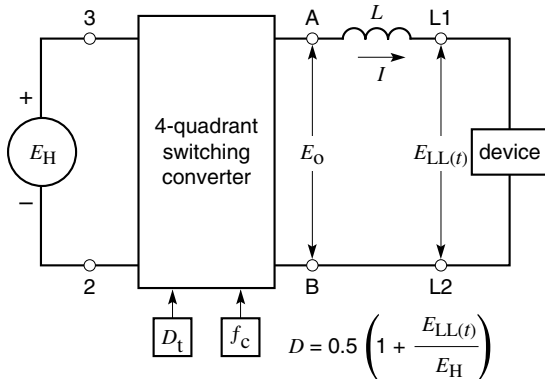 3
A
L
L1
I
+
E_H
−
4-quadrant
switching
converter
E_o
E_LL(t)
device
2
B
L2
D_t
f_c
D = 0.5 (1 + E_LL(t) / E_H)